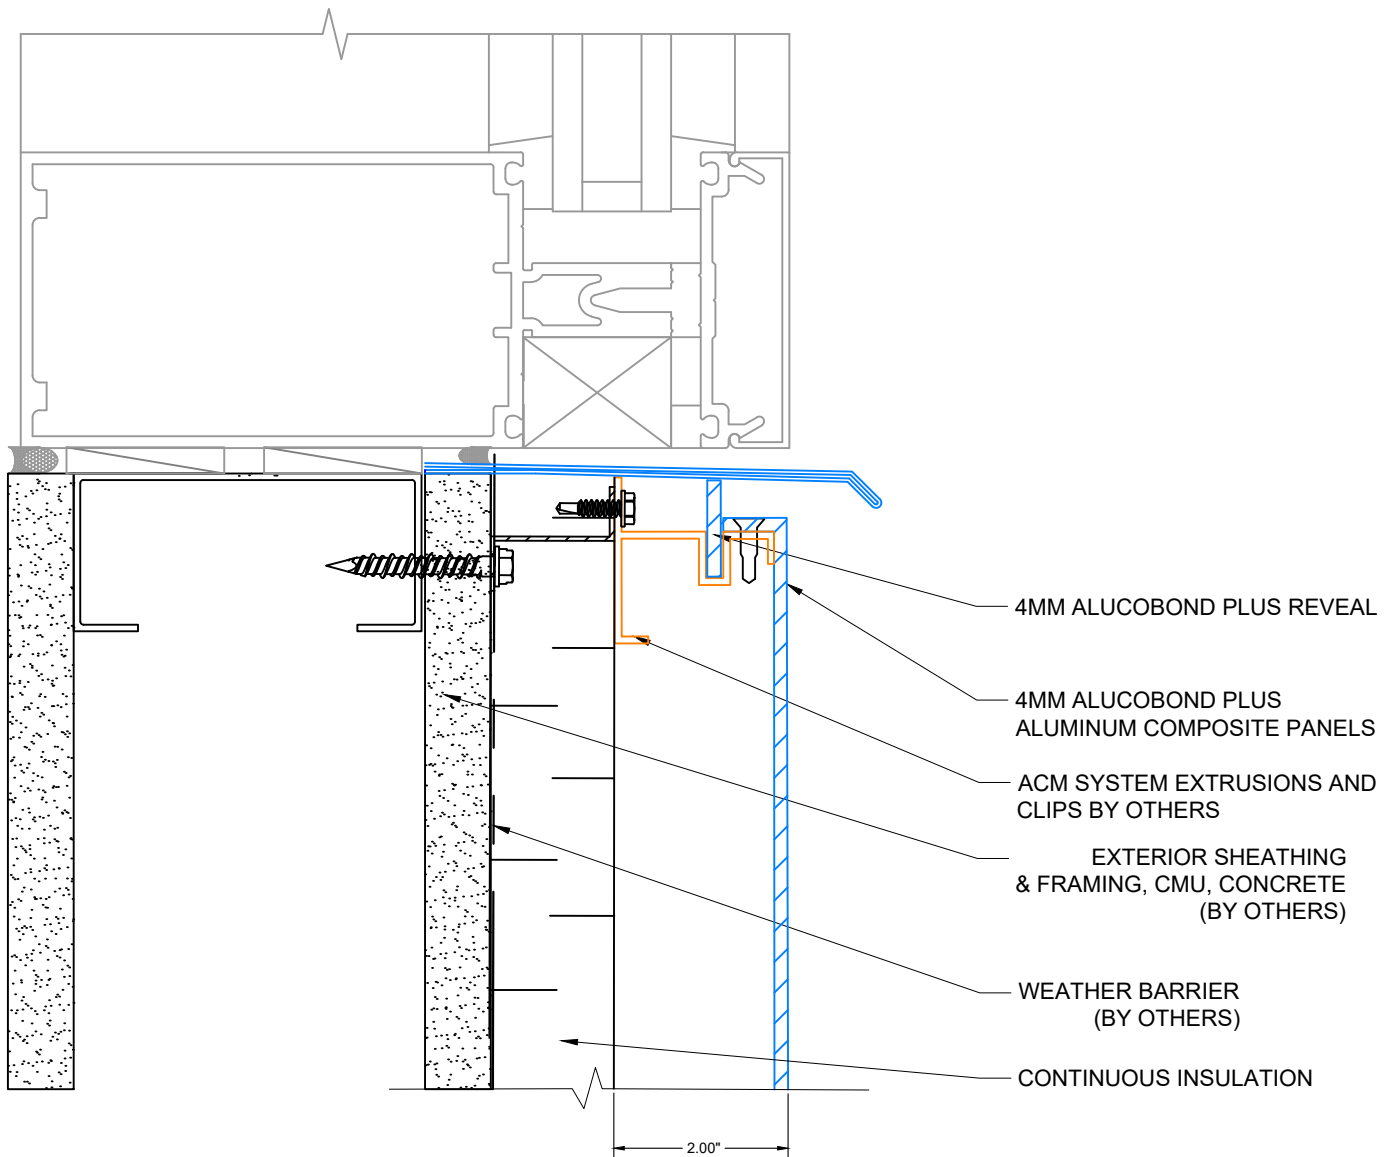 4MM ALUCOBOND PLUS REVEAL
4MM ALUCOBOND PLUS
ALUMINUM COMPOSITE PANELS
ACM SYSTEM EXTRUSIONS AND
CLIPS BY OTHERS
EXTERIOR SHEATHING
& FRAMING, CMU, CONCRETE
(BY OTHERS)
WEATHER BARRIER
(BY OTHERS)
CONTINUOUS INSULATION
2.00"